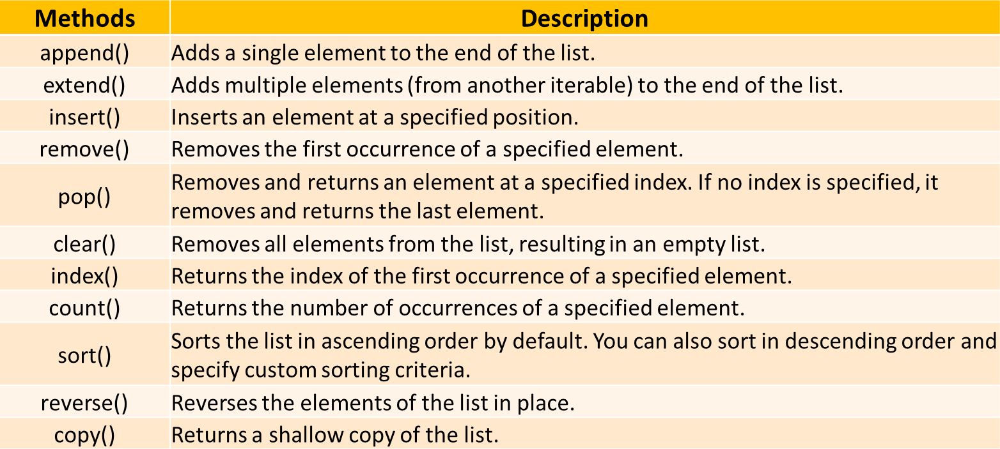 Methods Description
append() Adds a single element to the end of the list.
extend() Adds multiple elements (from another iterable) to the end of the list.
insert() Inserts an element at a specified position.
remove() Removes the first occurrence of a specified element.
pop() Removes and returns an element at a specified index. If no index is specified, it
removes and returns the last element.
clear() Removes all elements from the list, resulting in an empty list.
index() Returns the index of the first occurrence of a specified element.
count() Returns the number of occurrences of a specified element.
sort() Sorts the list in ascending order by default. You can also sort in descending order and
specify custom sorting criteria.
reverse() Reverses the elements of the list in place.
copy() Returns a shallow copy of the list.